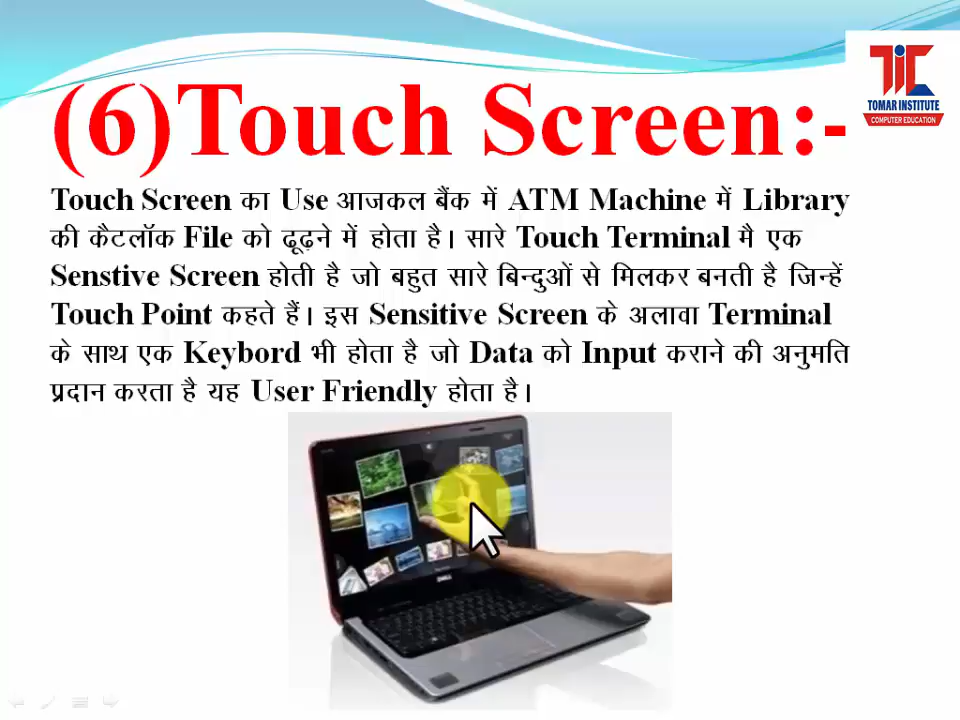 TIC
TOMAR INSTITUTE
COMPUTER EDUCATION
(6)Touch Screen:-
Touch Screen का Use आजकल बैंक में ATM Machine में Library
की कैटलॉक File को ढूढ़ने में होता है। सारे Touch Terminal मै एक
Senstive Screen होती है जो बहुत सारे बिन्दुओं से मिलकर बनती है जिन्हें
Touch Point कहते हैं। इस Sensitive Screen के अलावा Terminal
के साथ एक Keybord भी होता है जो Data को Input कराने की अनुमति
प्रदान करता है यह User Friendly होता है।
DELL